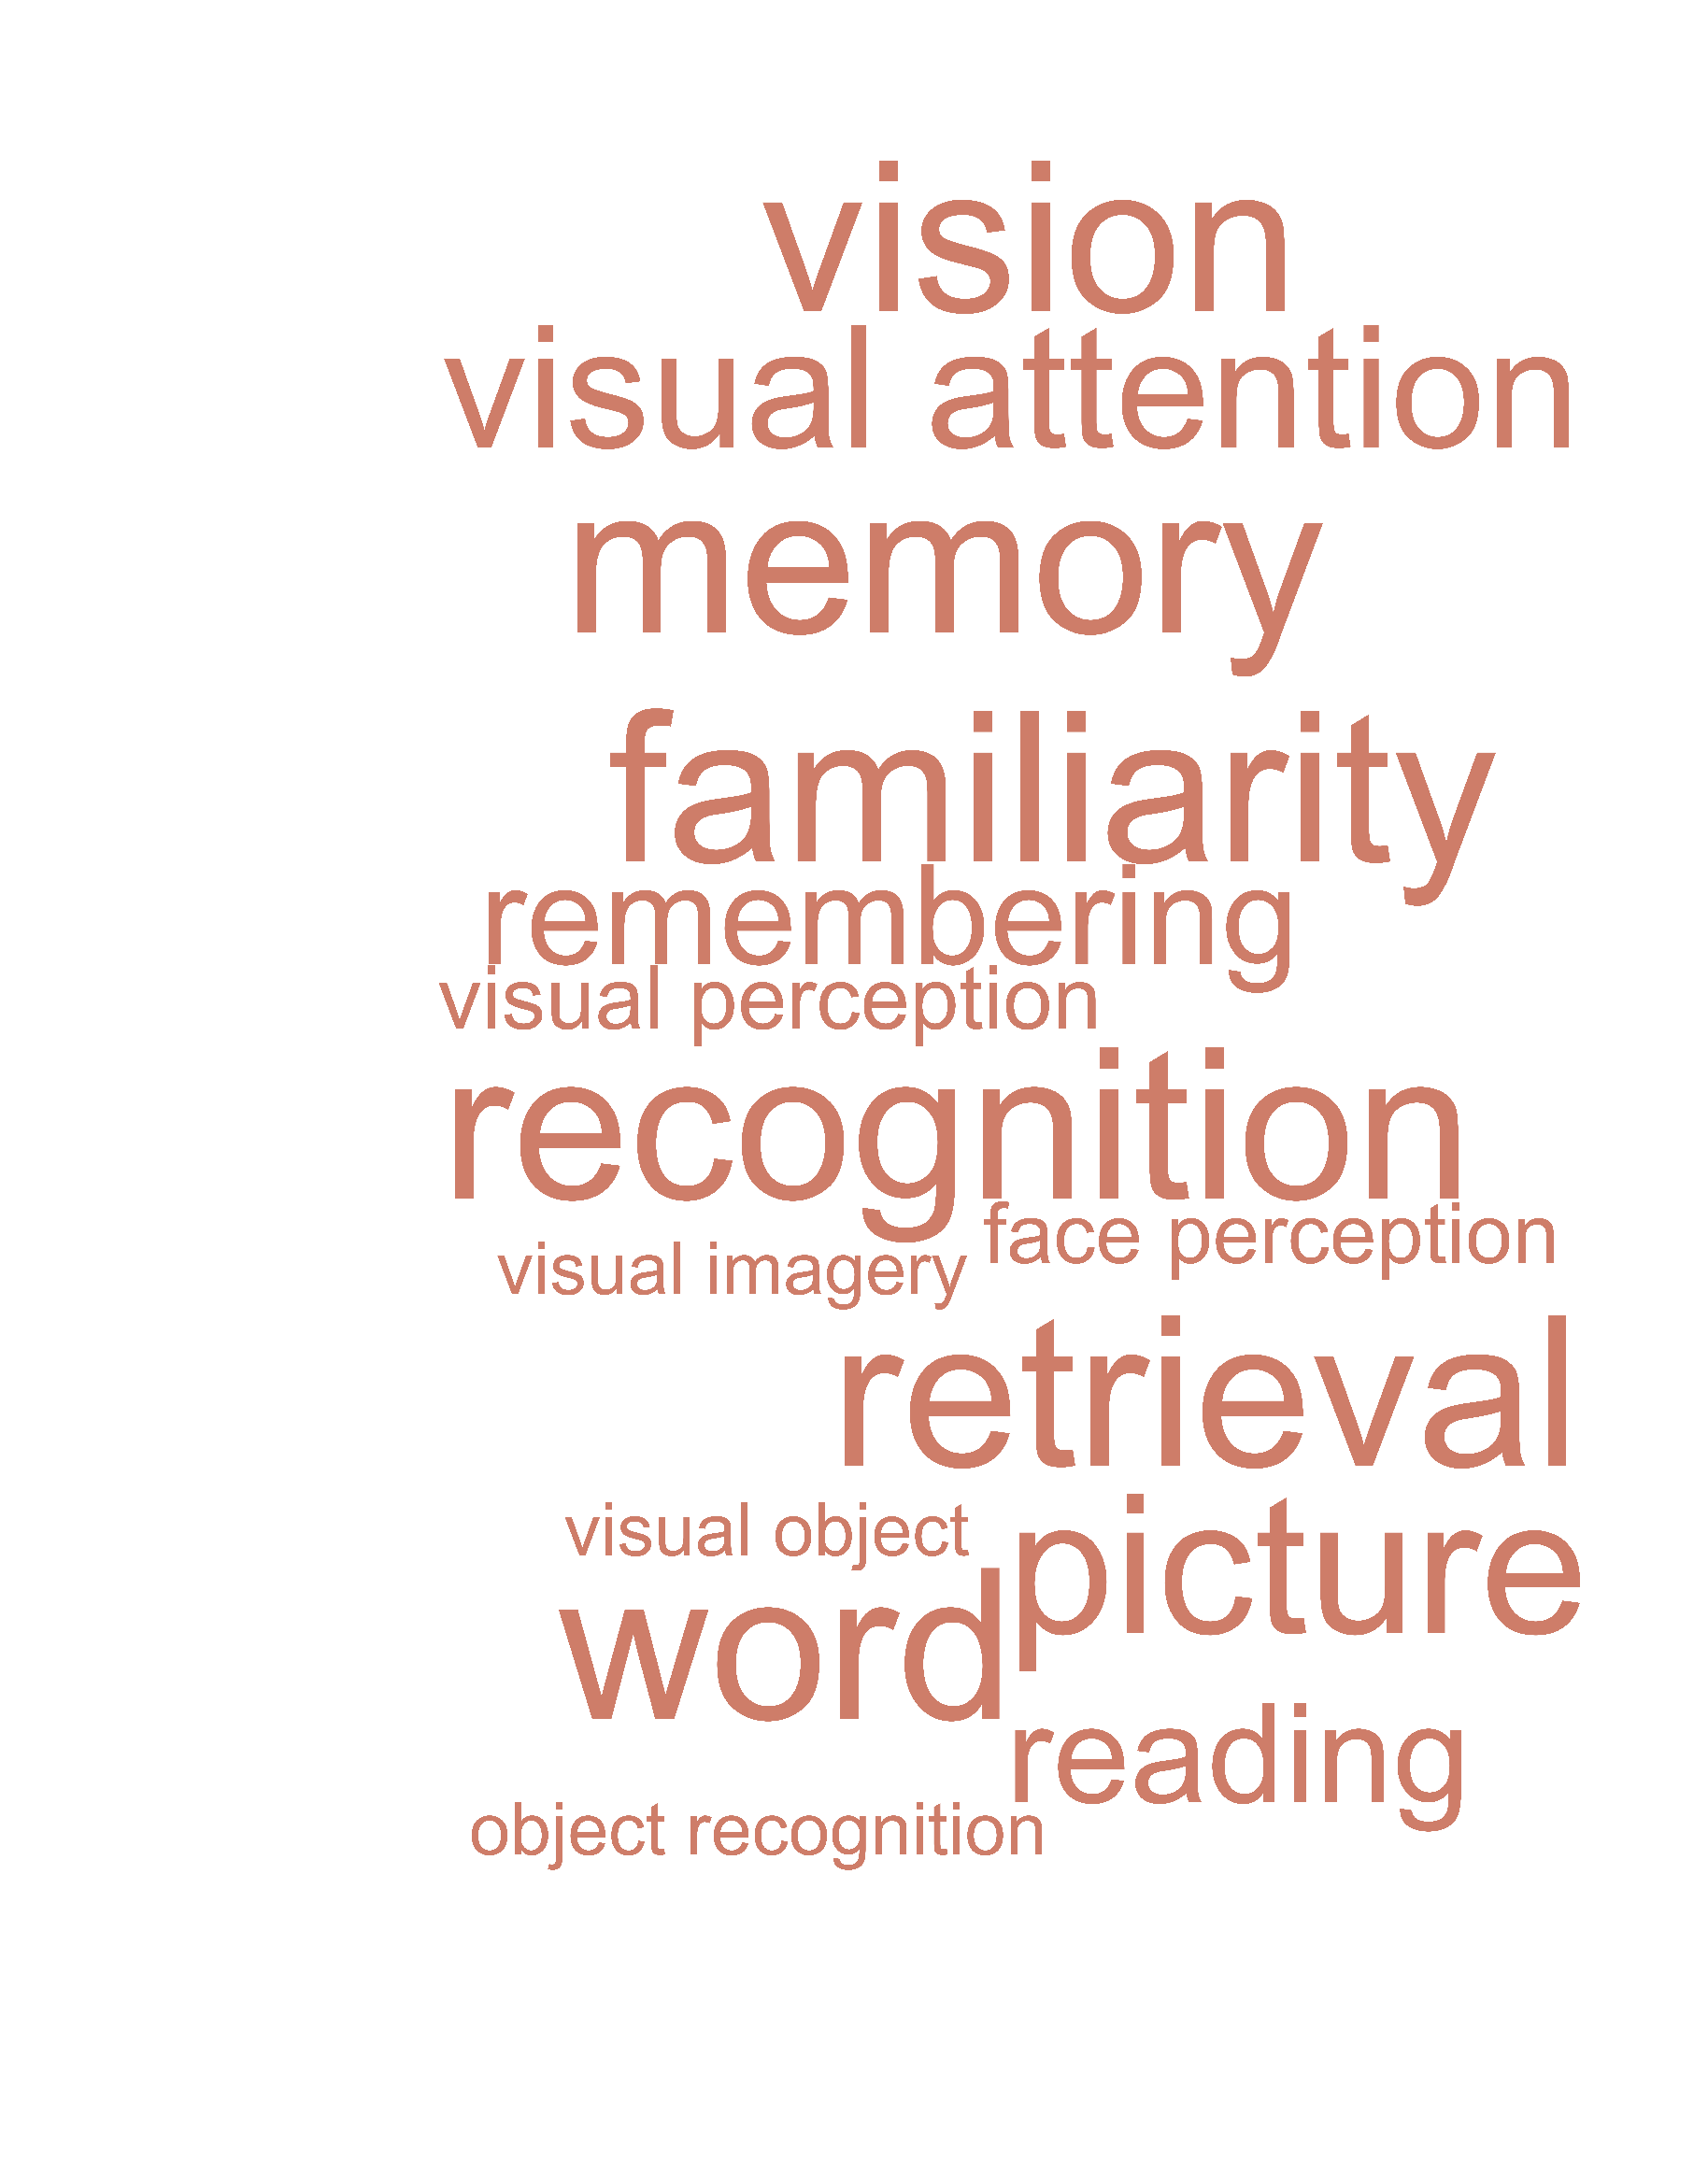 vision
visual attention
memory
familiarity
remembering
visual perception
recognition
face perception
visual imagery
retrieval
visual object
picture
word
reading
object recognition